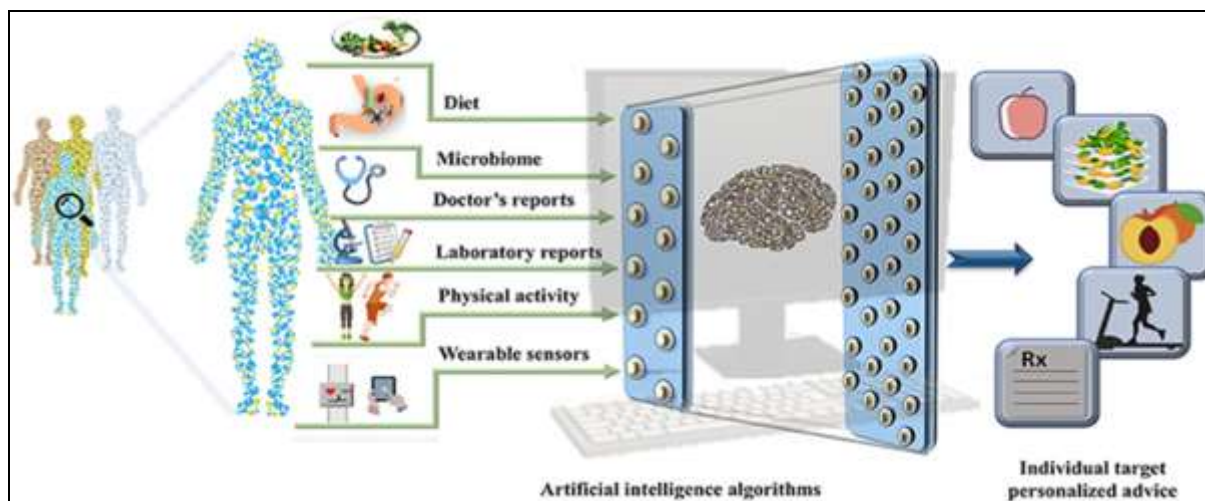 Diet
Microbiome
Doctor's reports
Laboratory reports
Physical activity
Wearable sensors
Rx
Artificial intelligence algorithms
Individual target
personalized advice